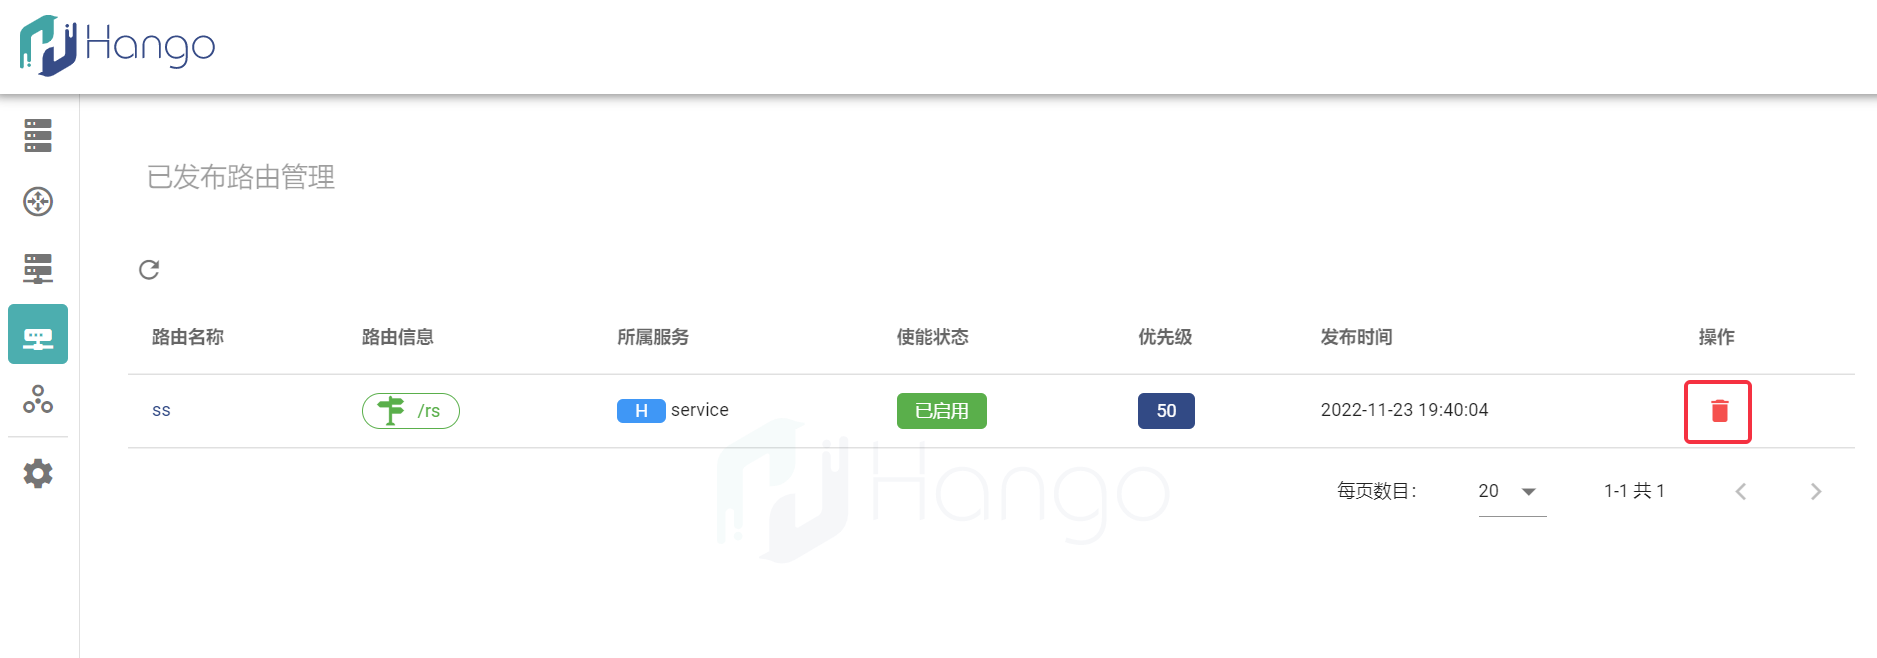 Hango
已发布路由管理
路由名称 路由信息 所属服务 使能状态 优先级 发布时间 操作
ss /rs H service 已启用 50 2022-11-23 19:40:04
Hango
每页数目： 20 1-1 共 1